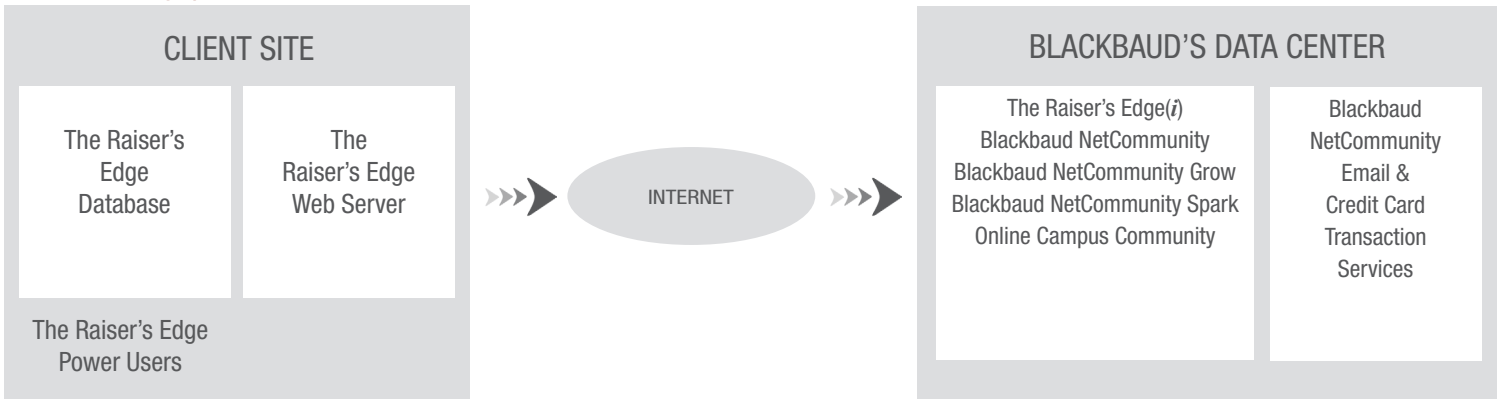 CLIENT SITE
The Raiser’s
Edge
Database
The
Raiser’s Edge
Web Server
The Raiser’s Edge
Power Users
INTERNET
BLACKBAUD’S DATA CENTER
The Raiser’s Edge(i)
Blackbaud NetCommunity
Blackbaud NetCommunity Grow
Blackbaud NetCommunity Spark
Online Campus Community
Blackbaud
NetCommunity
Email &
Credit Card
Transaction
Services